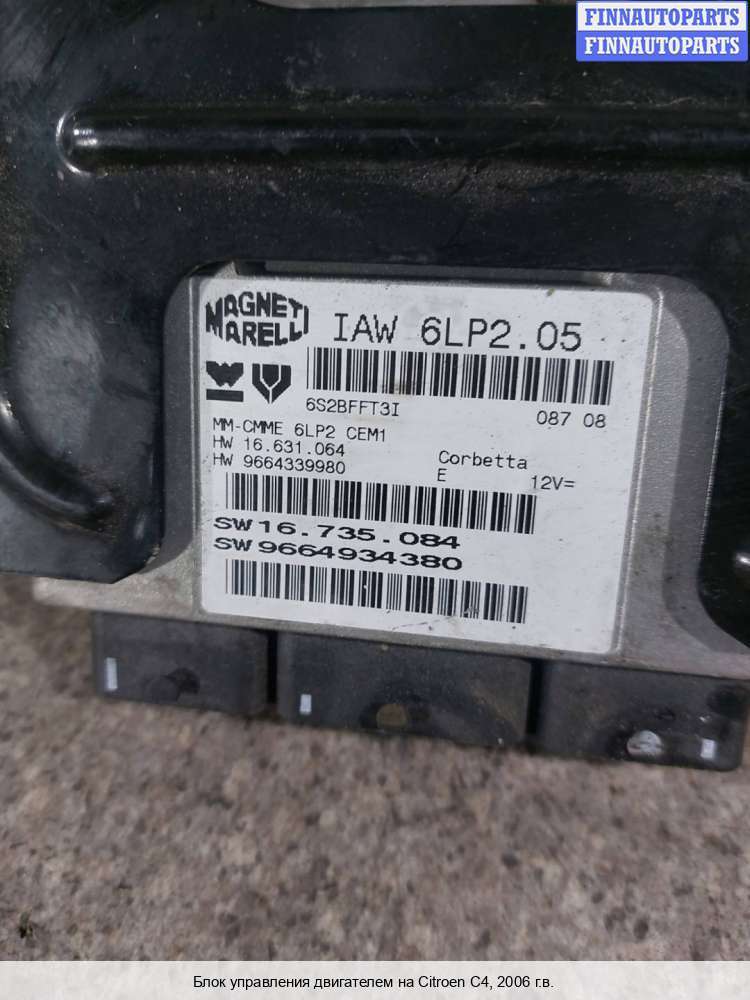 FINNAUTOPARTS
FINNAUTOPARTS
MAGNETI
MARELLI
IAW 6LP2.05
6S2BFFT3I
087 08
MM-CMME 6LP2 CEM1
HW 16.631.064
HW 9664339980
Corbetta
E
12V=
SW 16.735.084
SW 9664934380
Блок управления двигателем на Citroen C4, 2006 г.в.